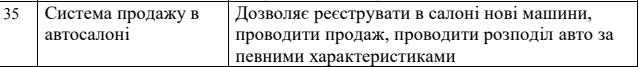 35 Система продажу в автосалоні Дозволяє реєструвати в салоні нові машини, проводити продаж, проводити розподіл авто за певними характеристиками